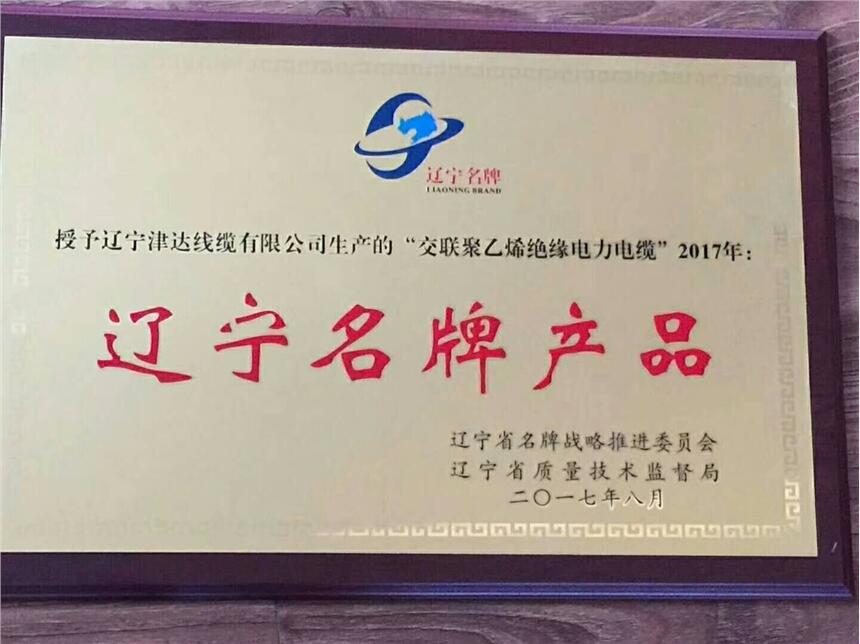 辽宁名牌
LIAONING BRAND
授予辽宁津达线缆有限公司生产的“交联聚乙烯绝缘电力电缆”2017年：
辽宁名牌产品
辽宁省名牌战略推进委员会
辽宁省质量技术监督局
二〇一七年八月